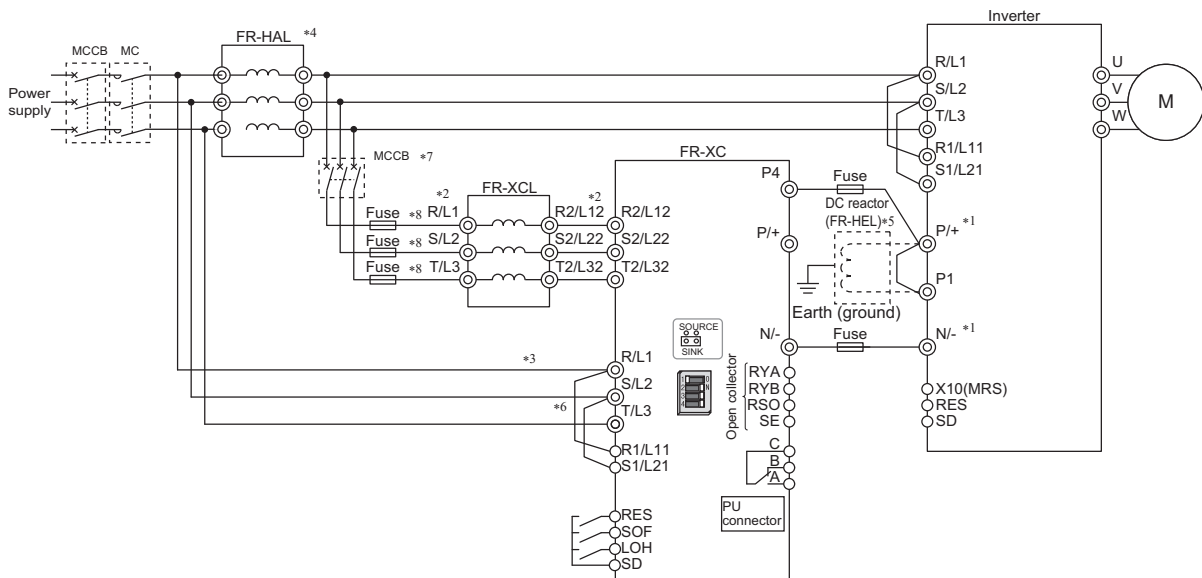 Inverter
MCCB MC
FR-HAL *4
Power
supply
R/L1
S/L2
T/L3
R1/L11
S1/L21
U
V
W
M
MCCB *7
FR-XC
FR-XCL
*2 *2
Fuse *8 R/L1 R2/L12 R2/L12
Fuse *8 S/L2 S2/L22 S2/L22
Fuse *8 T/L3 T2/L32 T2/L32
P4
Fuse
DC reactor
(FR-HEL)*5
P/+
P/+ *1
P1
Earth (ground)
N/-
Fuse
N/- *1
SOURCE
SINK
1
2
3
4
O
N
*3
R/L1
S/L2
*6
T/L3
R1/L11
S1/L21
Open collector
RYA
RYB
RSO
SE
C
B
A
X10(MRS)
RES
SD
PU
connector
RES
SOF
LOH
SD